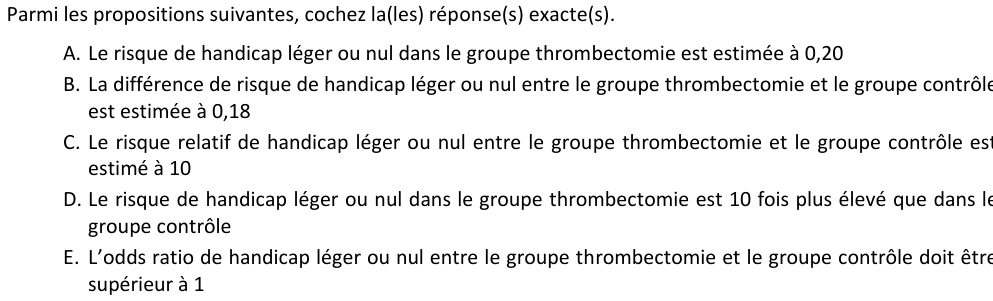 Parmi les propositions suivantes, cochez la(les) réponse(s) exacte(s).
A. Le risque de handicap léger ou nul dans le groupe thrombectomie est estimée à 0,20
B. La différence de risque de handicap léger ou nul entre le groupe thrombectomie et le groupe contrôle
est estimée à 0,18
C. Le risque relatif de handicap léger ou nul entre le groupe thrombectomie et le groupe contrôle est
estimé à 10
D. Le risque de handicap léger ou nul dans le groupe thrombectomie est 10 fois plus élevé que dans le
groupe contrôle
E. L’odds ratio de handicap léger ou nul entre le groupe thrombectomie et le groupe contrôle doit être
supérieur à 1